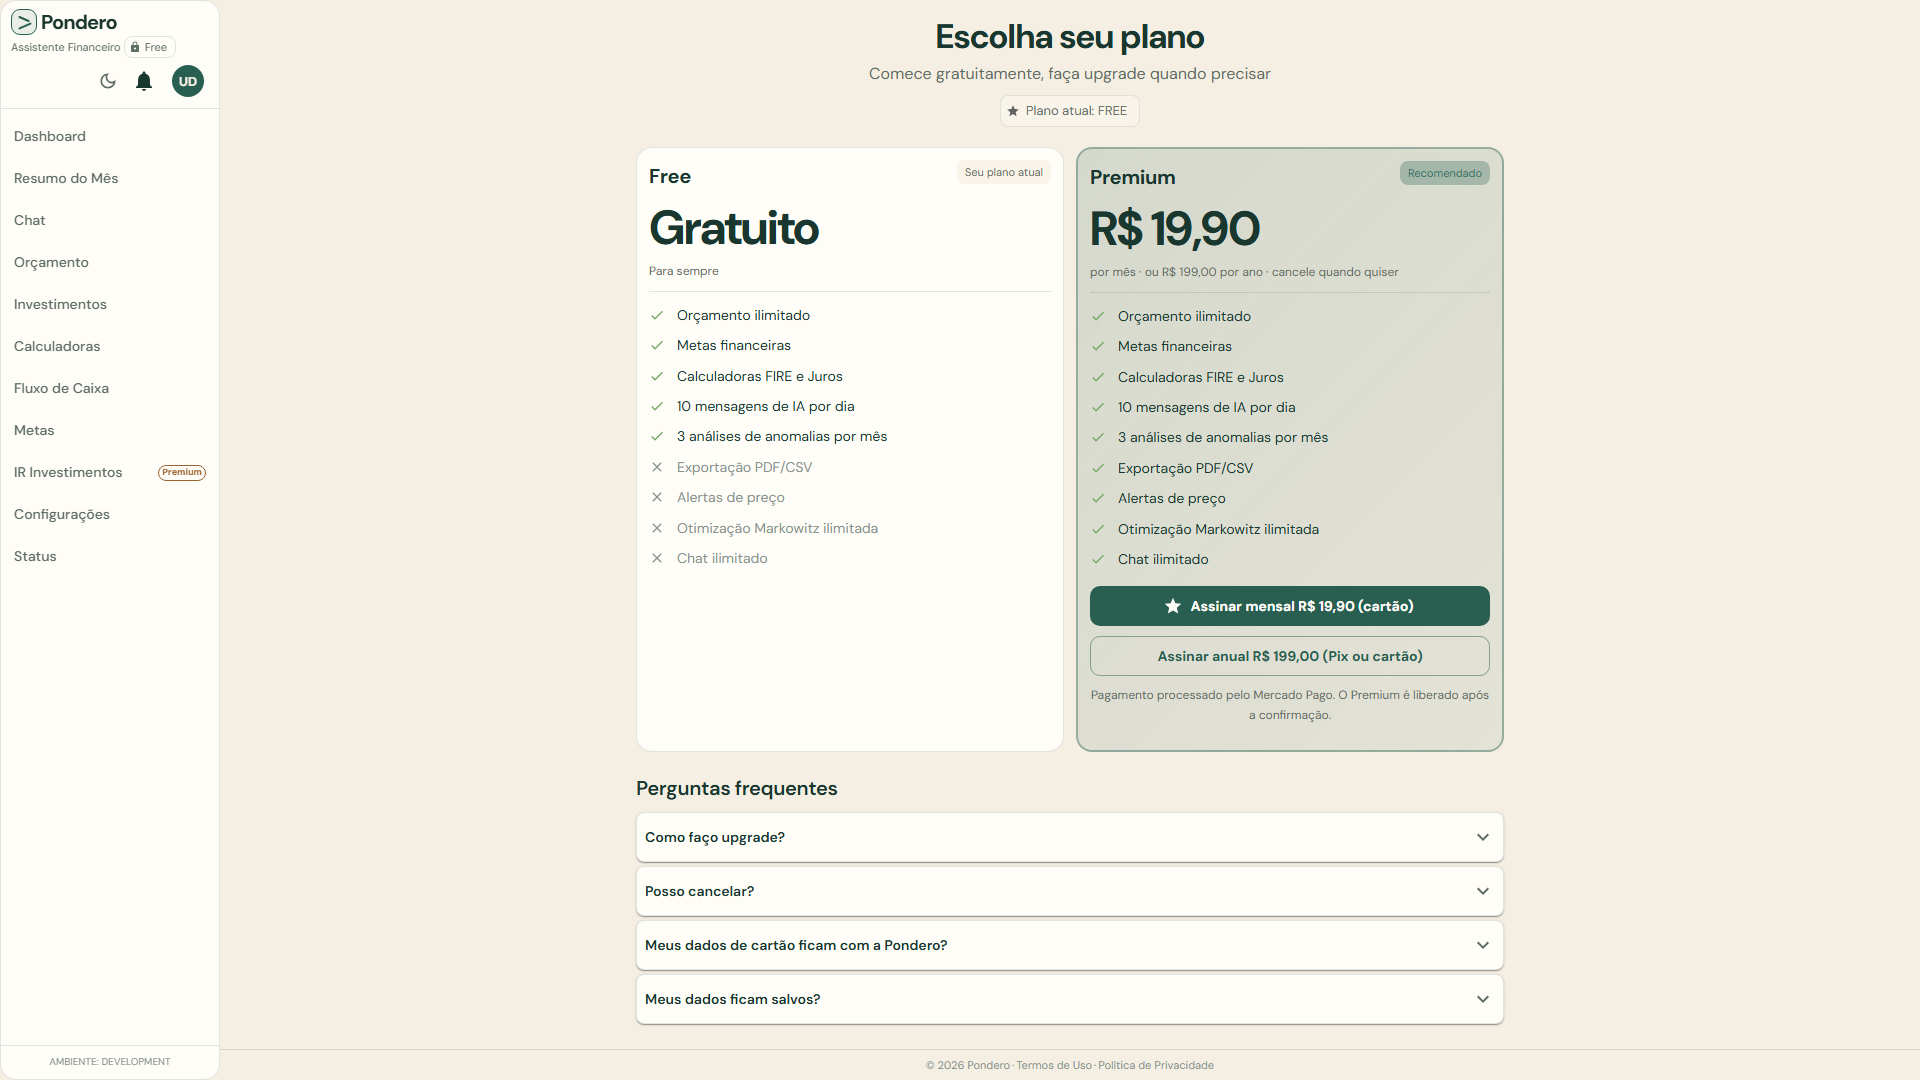 Pondero
Assistente Financeiro
Free
UD
Dashboard
Resumo do Mês
Chat
Orçamento
Investimentos
Calculadoras
Fluxo de Caixa
Metas
IR Investimentos
Premium
Configurações
Status
AMBIENTE: DEVELOPMENT
Escolha seu plano
Comece gratuitamente, faça upgrade quando precisar
Plano atual: FREE
Free
Seu plano atual
Gratuito
Para sempre
Orçamento ilimitado
Metas financeiras
Calculadoras FIRE e Juros
10 mensagens de IA por dia
3 análises de anomalias por mês
Exportação PDF/CSV
Alertas de preço
Otimização Markowitz ilimitada
Chat ilimitado
Premium
Recomendado
R$ 19,90
por mês · ou R$ 199,00 por ano · cancele quando quiser
Orçamento ilimitado
Metas financeiras
Calculadoras FIRE e Juros
10 mensagens de IA por dia
3 análises de anomalias por mês
Exportação PDF/CSV
Alertas de preço
Otimização Markowitz ilimitada
Chat ilimitado
Assinar mensal R$ 19,90 (cartão)
Assinar anual R$ 199,00 (Pix ou cartão)
Pagamento processado pelo Mercado Pago. O Premium é liberado após
a confirmação.
Perguntas frequentes
Como faço upgrade?
Posso cancelar?
Meus dados de cartão ficam com a Pondero?
Meus dados ficam salvos?
© 2026 Pondero · Termos de Uso · Política de Privacidade